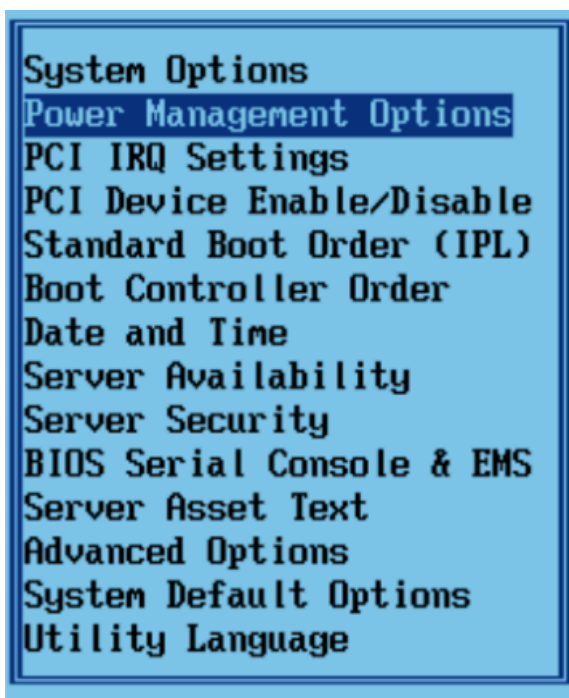 System Options
Power Management Options
PCI IRQ Settings
PCI Device Enable/Disable
Standard Boot Order (IPL)
Boot Controller Order
Date and Time
Server Availability
Server Security
BIOS Serial Console & EMS
Server Asset Text
Advanced Options
System Default Options
Utility Language